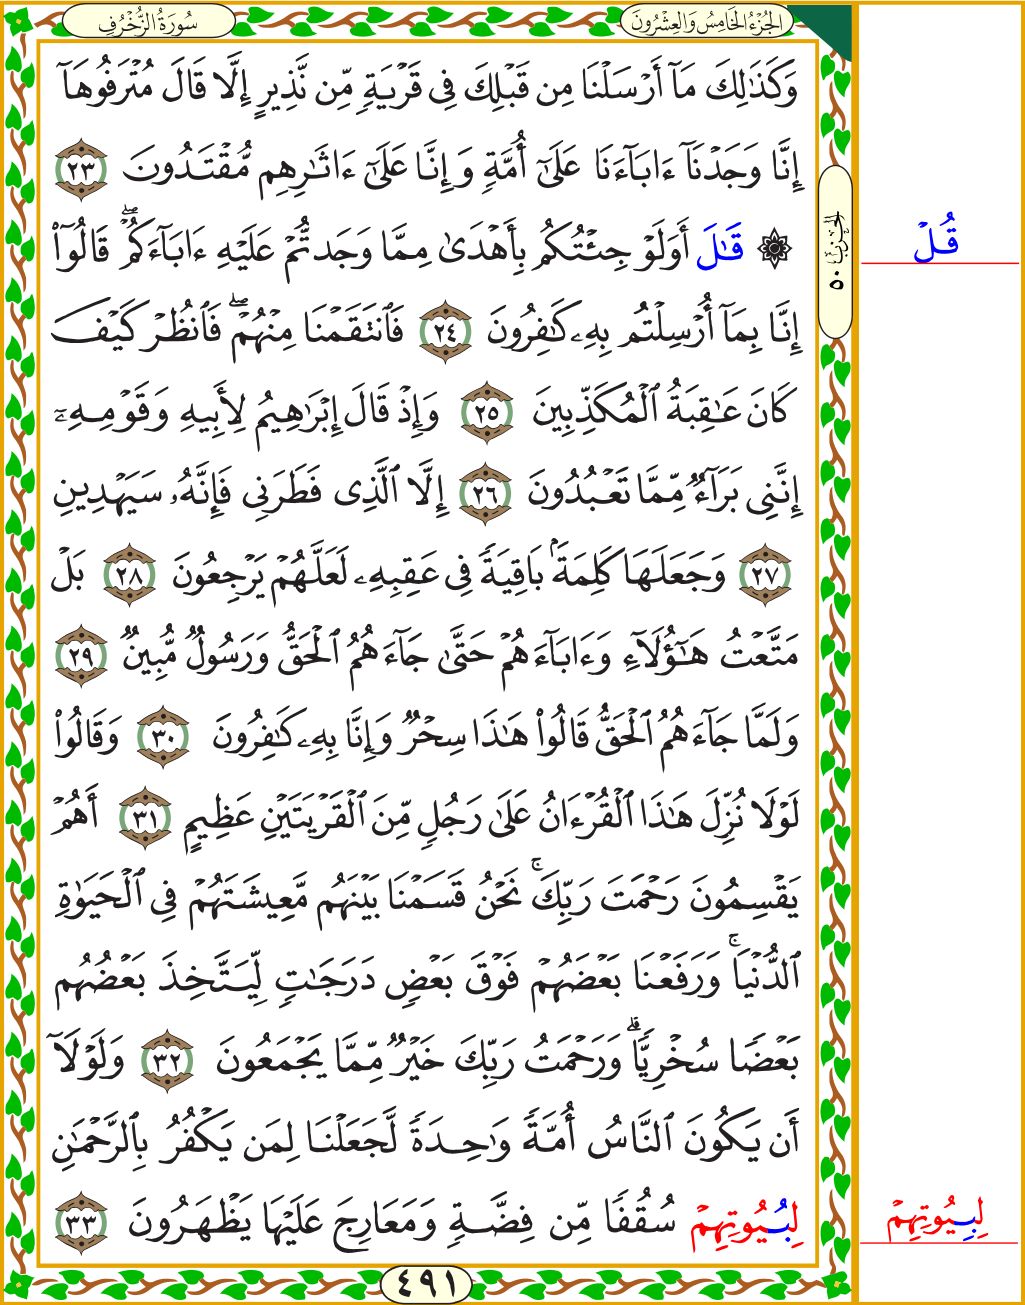 الجُزْءُ الخَامِسُ وَالعِشْرُونَ
سُورَةُ الزُّخْرُفِ
وَكَذَٰلِكَ مَآ أَرْسَلْنَا مِن قَبْلِكَ فِى قَرْيَةٍ مِّن نَّذِيرٍ إِلَّا قَالَ مُتْرَفُوهَآ
إِنَّا وَجَدْنَآ ءَابَآءَنَا عَلَىٰٓ أُمَّةٍ وَإِنَّا عَلَىٰٓ ءَاثَـٰرِهِم مُّقْتَدُونَ ٢٣
۞ قَـٰلَ أَوَلَوْ جِئْتُكُم بِأَهْدَىٰ مِمَّا وَجَدتُّمْ عَلَيْهِ ءَابَآءَكُمْ ۖ قَالُوٓا۟
إِنَّا بِمَآ أُرْسِلْتُم بِهِۦ كَـٰفِرُونَ ٢٤ فَٱنتَقَمْنَا مِنْهُمْ ۖ فَٱنظُرْ كَيْفَ
كَانَ عَـٰقِبَةُ ٱلْمُكَذِّبِينَ ٢٥ وَإِذْ قَالَ إِبْرَٰهِيمُ لِأَبِيهِ وَقَوْمِهِۦٓ
إِنَّنِى بَرَآءٌ مِّمَّا تَعْبُدُونَ ٢٦ إِلَّا ٱلَّذِى فَطَرَنِى فَإِنَّهُۥ سَيَهْدِينِ
٢٧ وَجَعَلَهَا كَلِمَةًۢ بَاقِيَةً فِى عَقِبِهِۦ لَعَلَّهُمْ يَرْجِعُونَ ٢٨ بَلْ
مَتَّعْتُ هَـٰٓؤُلَآءِ وَءَابَآءَهُمْ حَتَّىٰ جَآءَهُمُ ٱلْحَقُّ وَرَسُولٌ مُّبِينٌ ٢٩
وَلَمَّا جَآءَهُمُ ٱلْحَقُّ قَالُوا۟ هَـٰذَا سِحْرٌ وَإِنَّا بِهِۦ كَـٰفِرُونَ ٣٠ وَقَالُوا۟
لَوْلَا نُزِّلَ هَـٰذَا ٱلْقُرْءَانُ عَلَىٰ رَجُلٍ مِّنَ ٱلْقَرْيَتَيْنِ عَظِيمٍ ٣١ أَهُمْ
يَقْسِمُونَ رَحْمَتَ رَبِّكَ ۚ نَحْنُ قَسَمْنَا بَيْنَهُم مَّعِيشَتَهُمْ فِى ٱلْحَيَوٰةِ
ٱلدُّنْيَا ۚ وَرَفَعْنَا بَعْضَهُمْ فَوْقَ بَعْضٍ دَرَجَـٰتٍ لِّيَتَّخِذَ بَعْضُهُم
بَعْضًا سُخْرِيًّا ۗ وَرَحْمَتُ رَبِّكَ خَيْرٌ مِّمَّا يَجْمَعُونَ ٣٢ وَلَوْلَآ
أَن يَكُونَ ٱلنَّاسُ أُمَّةً وَٰحِدَةً لَّجَعَلْنَا لِمَن يَكْفُرُ بِٱلرَّحْمَـٰنِ
لِبُيُوتِهِمْ سُقُفًا مِّن فِضَّةٍ وَمَعَارِجَ عَلَيْهَا يَظْهَرُونَ ٣٣
٤٩١
الحِزْبُ ٥٠
قُلْ
لِبِيُوتِهِمْ